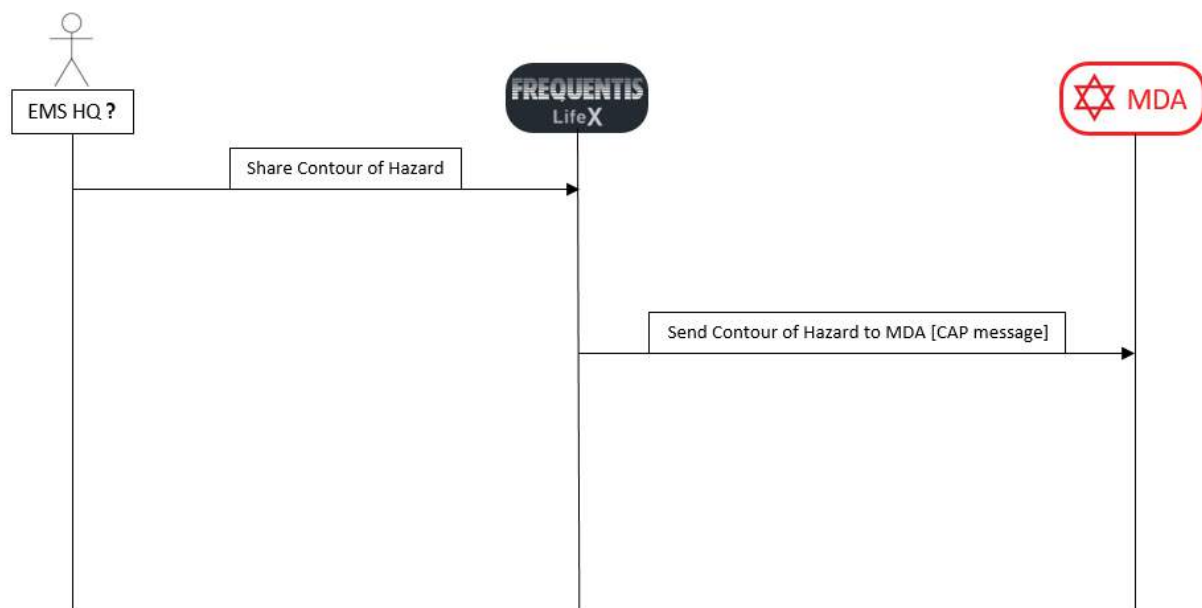 EMS HQ ?
FREQUENTIS
LifeX
MDA
Share Contour of Hazard
Send Contour of Hazard to MDA [CAP message]